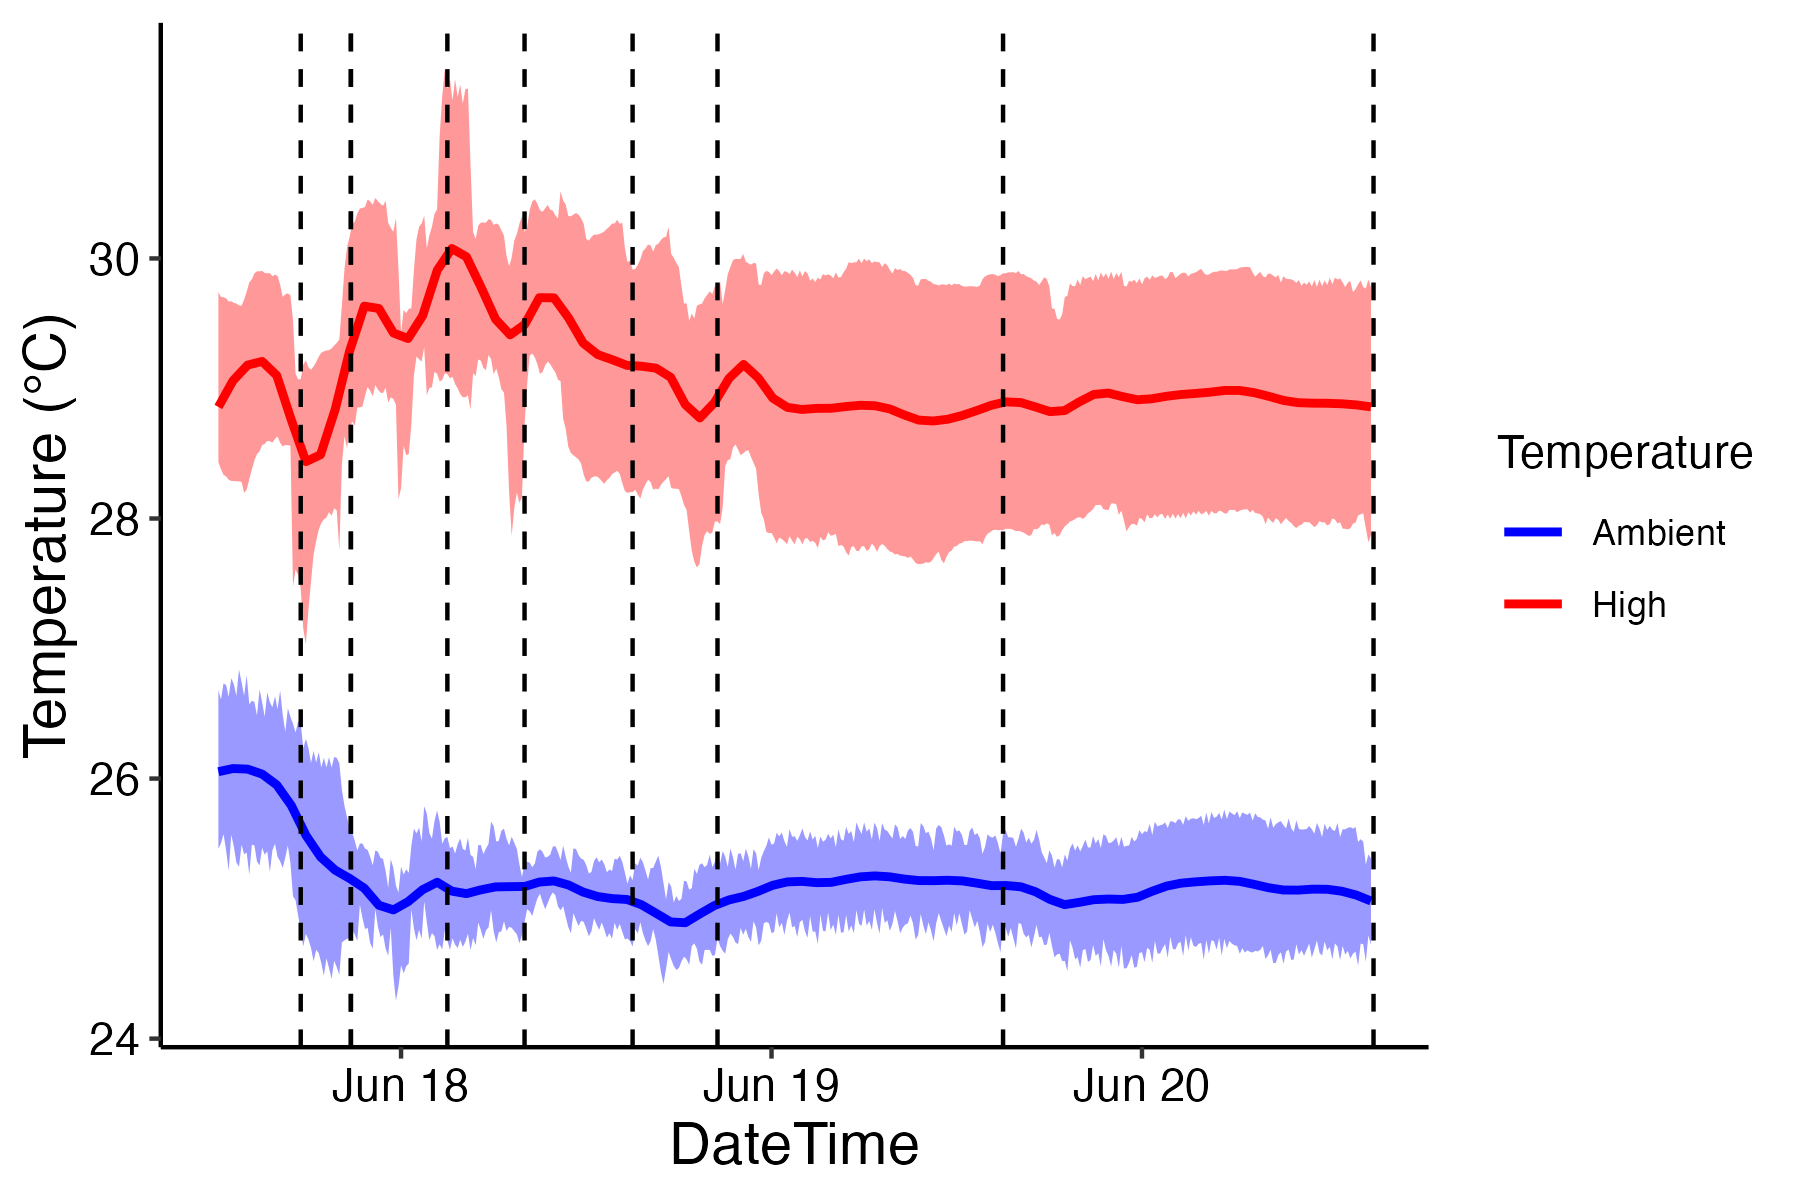 Temperature (°C)
30
28
26
24
Jun 18
Jun 19
Jun 20
DateTime
Temperature
Ambient
High